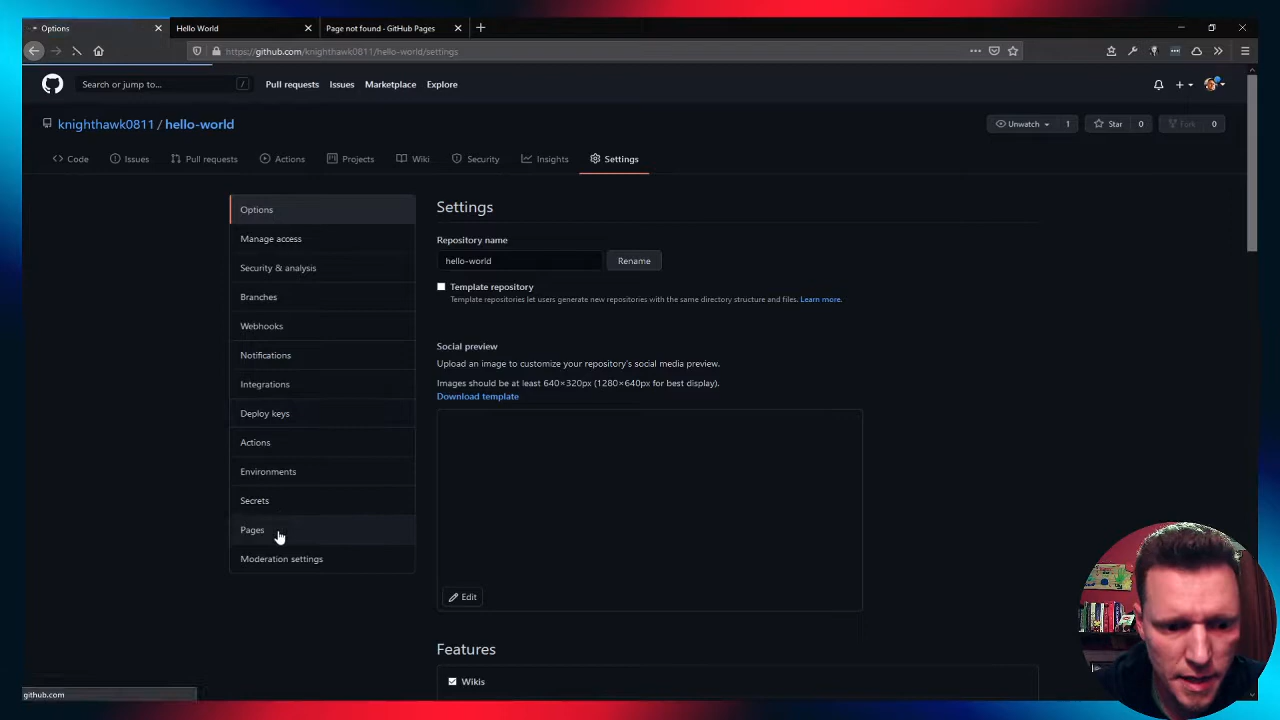 Options
Hello World
Page not found · GitHub Pages
https://github.com/knighthawk0811/hello-world/settings
Search or jump to...
/
Pull requests
Issues
Marketplace
Explore
knighthawk0811 / hello-world
Unwatch
1
Star
0
Fork
0
Code
Issues
Pull requests
Actions
Projects
Wiki
Security
Insights
Settings
Options
Manage access
Security & analysis
Branches
Webhooks
Notifications
Integrations
Deploy keys
Actions
Environments
Secrets
Pages
Moderation settings
Settings
Repository name
hello-world
Rename
Template repository
Template repositories let users generate new repositories with the same directory structure and files. Learn more.
Social preview
Upload an image to customize your repository's social media preview.
Images should be at least 640×320px (1280×640px for best display).
Download template
Edit
Features
Wikis
github.com